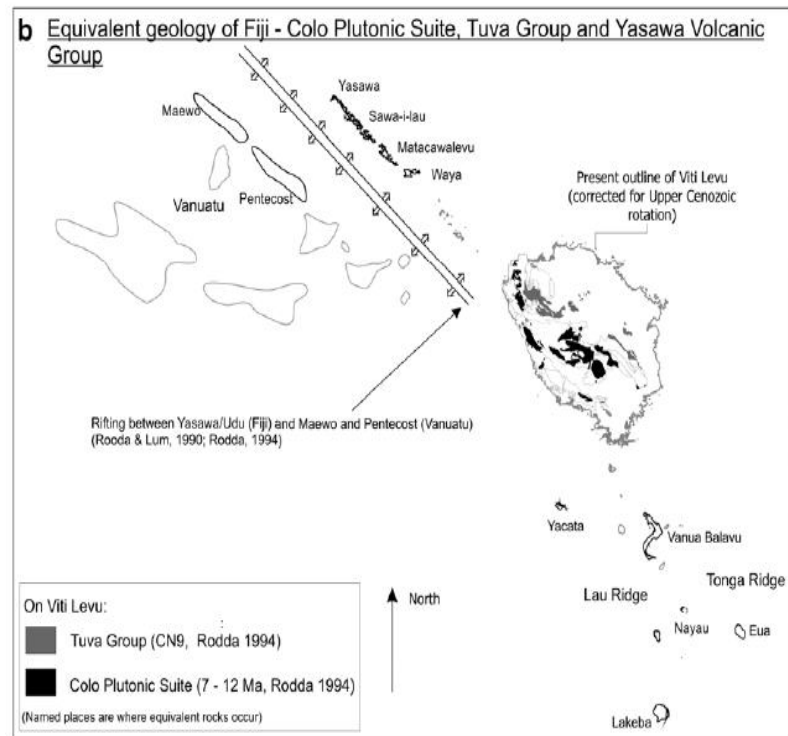 b Equivalent geology of Fiji - Colo Plutonic Suite, Tuva Group and Yasawa Volcanic
Group
Yasawa
Maewo
Sawa-i-lau
Matacawalevu
Waya
Present outline of Viti Levu
(corrected for Upper Cenozoic
rotation)
Vanuatu
Pentecost
Rifting between Yasawa/Udu (Fiji) and Maewo and Pentecost (Vanuatu)
(Rooda & Lum, 1990; Rodda, 1994)
Yacata
Vanua Balavu
Tonga Ridge
Lau Ridge
North
Nayau
Eua
Lakeba
On Viti Levu:
Tuva Group (CN9, Rodda 1994)
Colo Plutonic Suite (7 - 12 Ma, Rodda 1994)
(Named places are where equivalent rocks occur)